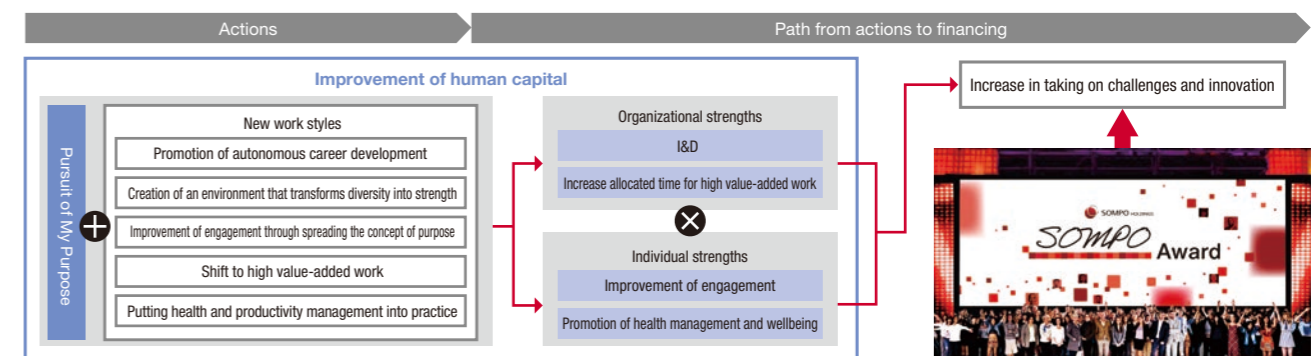 Actions
Path from actions to financing
Improvement of human capital
Pursuit of My Purpose
New work styles
Promotion of autonomous career development
Creation of an environment that transforms diversity into strength
Improvement of engagement through spreading the concept of purpose
Shift to high value-added work
Putting health and productivity management into practice
Organizational strengths
I&D
Increase allocated time for high value-added work
Individual strengths
Improvement of engagement
Promotion of health management and wellbeing
Increase in taking on challenges and innovation
SOMPO HOLDINGS
SOMPO
Award